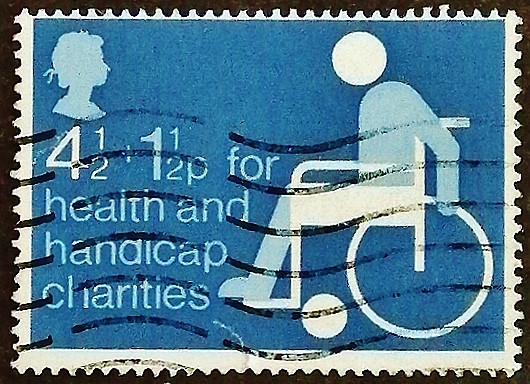 4½+1½p for
health and
handicap
charities